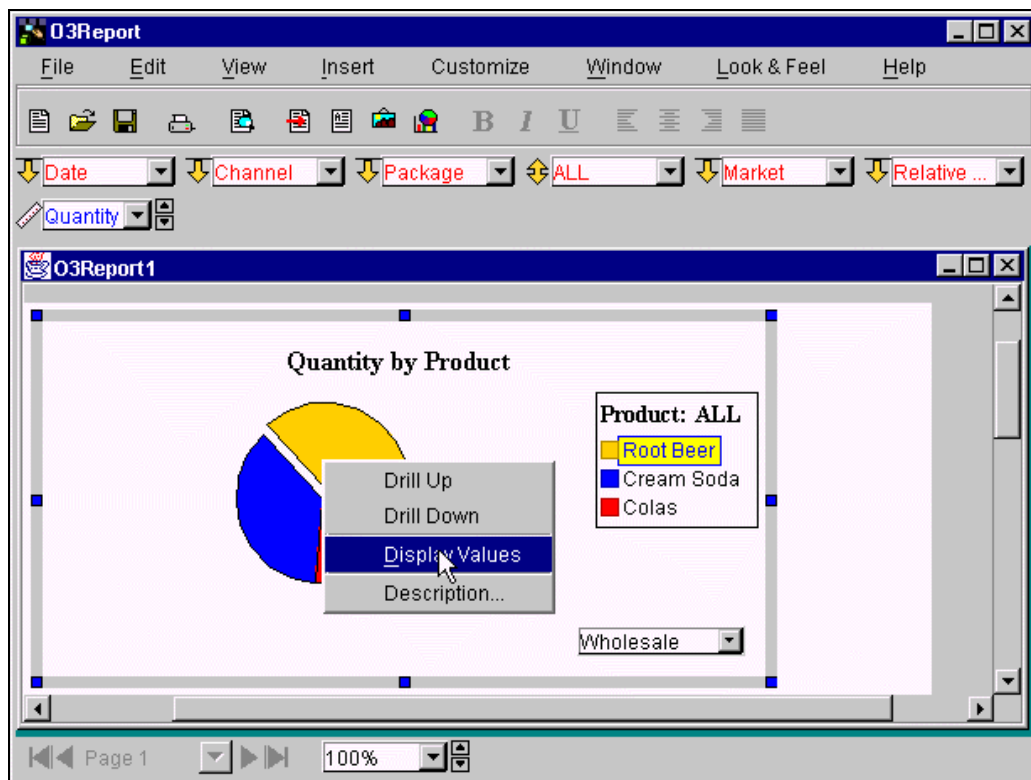 O3Report
File Edit View Insert Customize Window Look & Feel Help
B I U
Date Channel Package ALL Market Relative ...
Quantity
O3Report1
Quantity by Product
Product: ALL
Root Beer
Cream Soda
Colas
Drill Up
Drill Down
Display Values
Description...
Wholesale
Page 1 100%